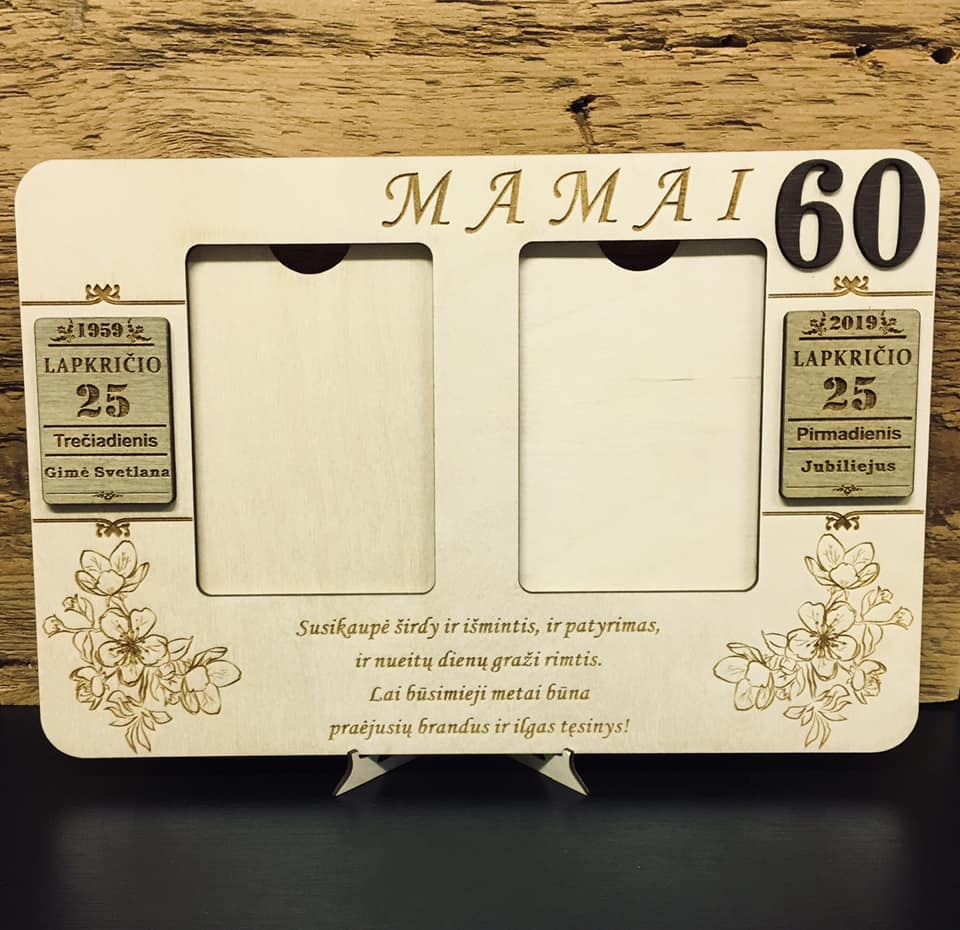 MAMAI 60
1959
LAPKRIČIO
25
Trečiadienis
Gimė Svetlana
2019
LAPKRIČIO
25
Pirmadienis
Jubiliejus
Susikaupė širdy ir išmintis, ir patyrimas,
ir nueitų dienų graži rimtis.
Lai būsimieji metai būna
praėjusių brandus ir ilgas tęsinys!